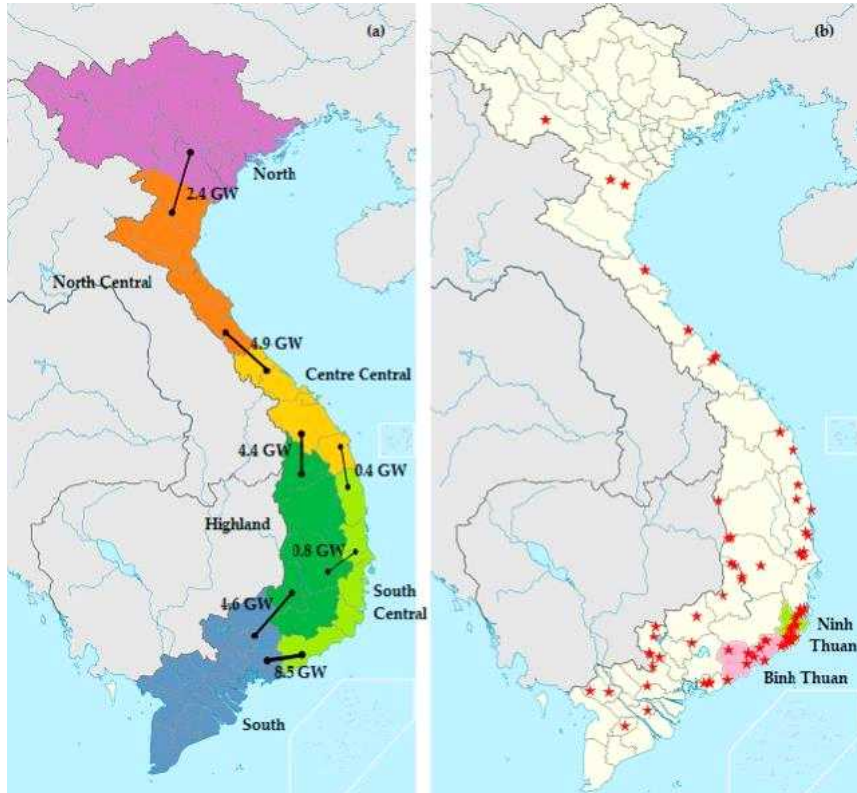 (a)
North
2.4 GW
North Central
4.9 GW
Centre Central
4.4 GW
0.4 GW
Highland
0.8 GW
4.6 GW
South
Central
8.5 GW
South
(b)
Ninh
Thuan
Binh Thuan